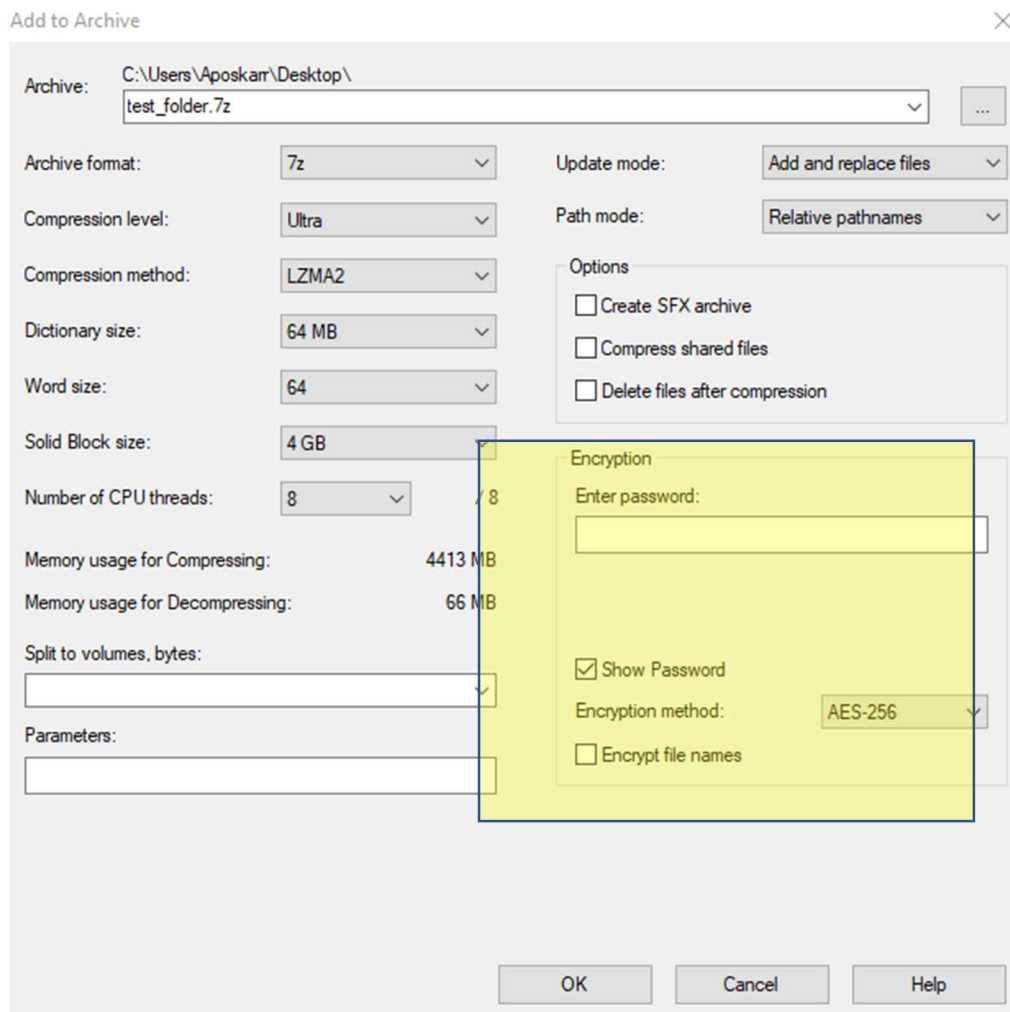 Add to Archive
Archive:
C:\Users\Aposkarr\Desktop\
test_folder.7z
...
Archive format:
7z
Compression level:
Ultra
Compression method:
LZMA2
Dictionary size:
64 MB
Word size:
64
Solid Block size:
4 GB
Number of CPU threads:
8
/ 8
Memory usage for Compressing:
4413 MB
Memory usage for Decompressing:
66 MB
Split to volumes, bytes:
Parameters:
Update mode:
Add and replace files
Path mode:
Relative pathnames
Options
Create SFX archive
Compress shared files
Delete files after compression
Encryption
Enter password:
Show Password
Encryption method:
AES-256
Encrypt file names
OK
Cancel
Help